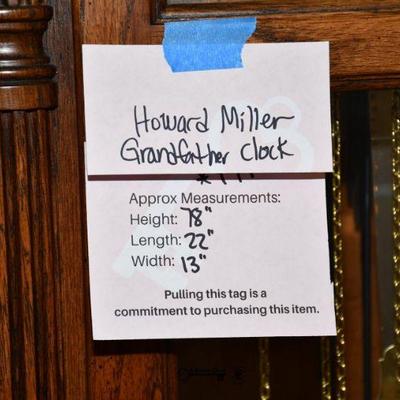 Howard Miller
Grandfather Clock
Approx Measurements:
Height: 78"
Length: 22"
Width: 13"
Pulling this tag is a
commitment to purchasing this item.